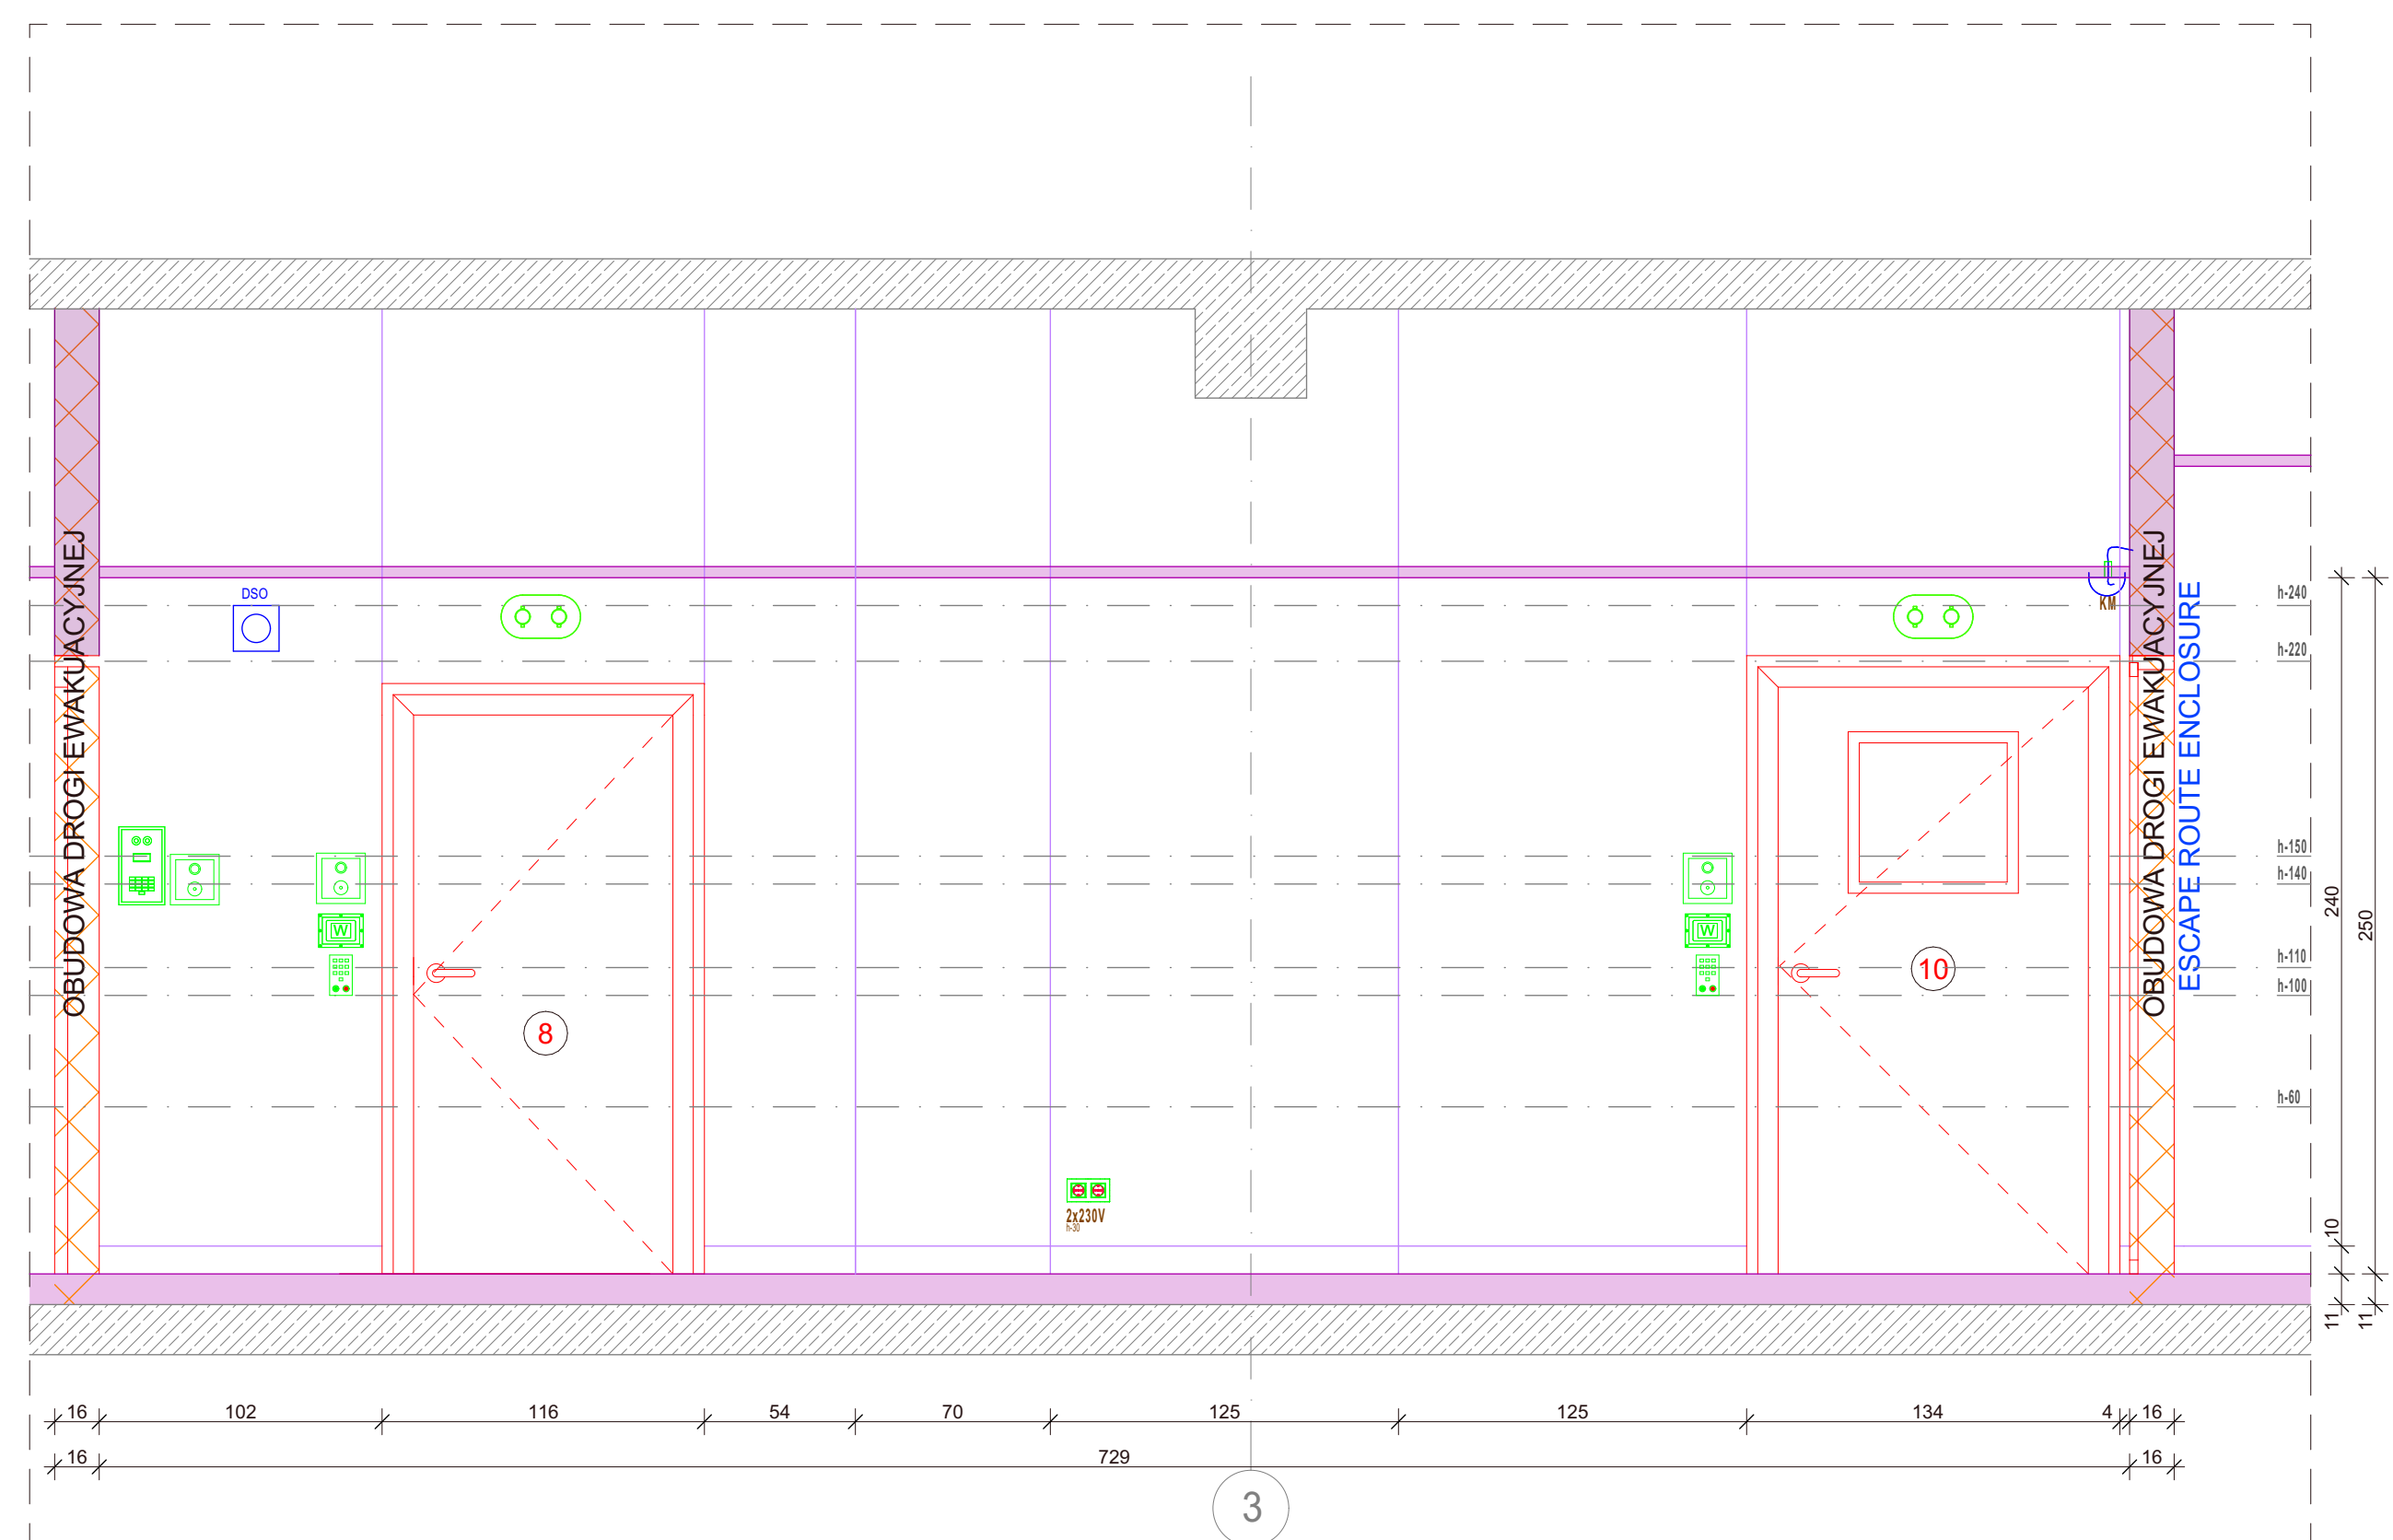 DSO
KM
h-240
h-220
h-150
h-140
h-110
h-100
h-60
OBUDOWA DROGI EWAKUACYJNEJ
OBUDOWA DROGI EWAKUACYJNEJ
ESCAPE ROUTE ENCLOSURE
W
W
8
10
2x230V
h-30
240
250
10
11
11
16 102 116 54 70 125 125 134 4 16
16 729 16
3